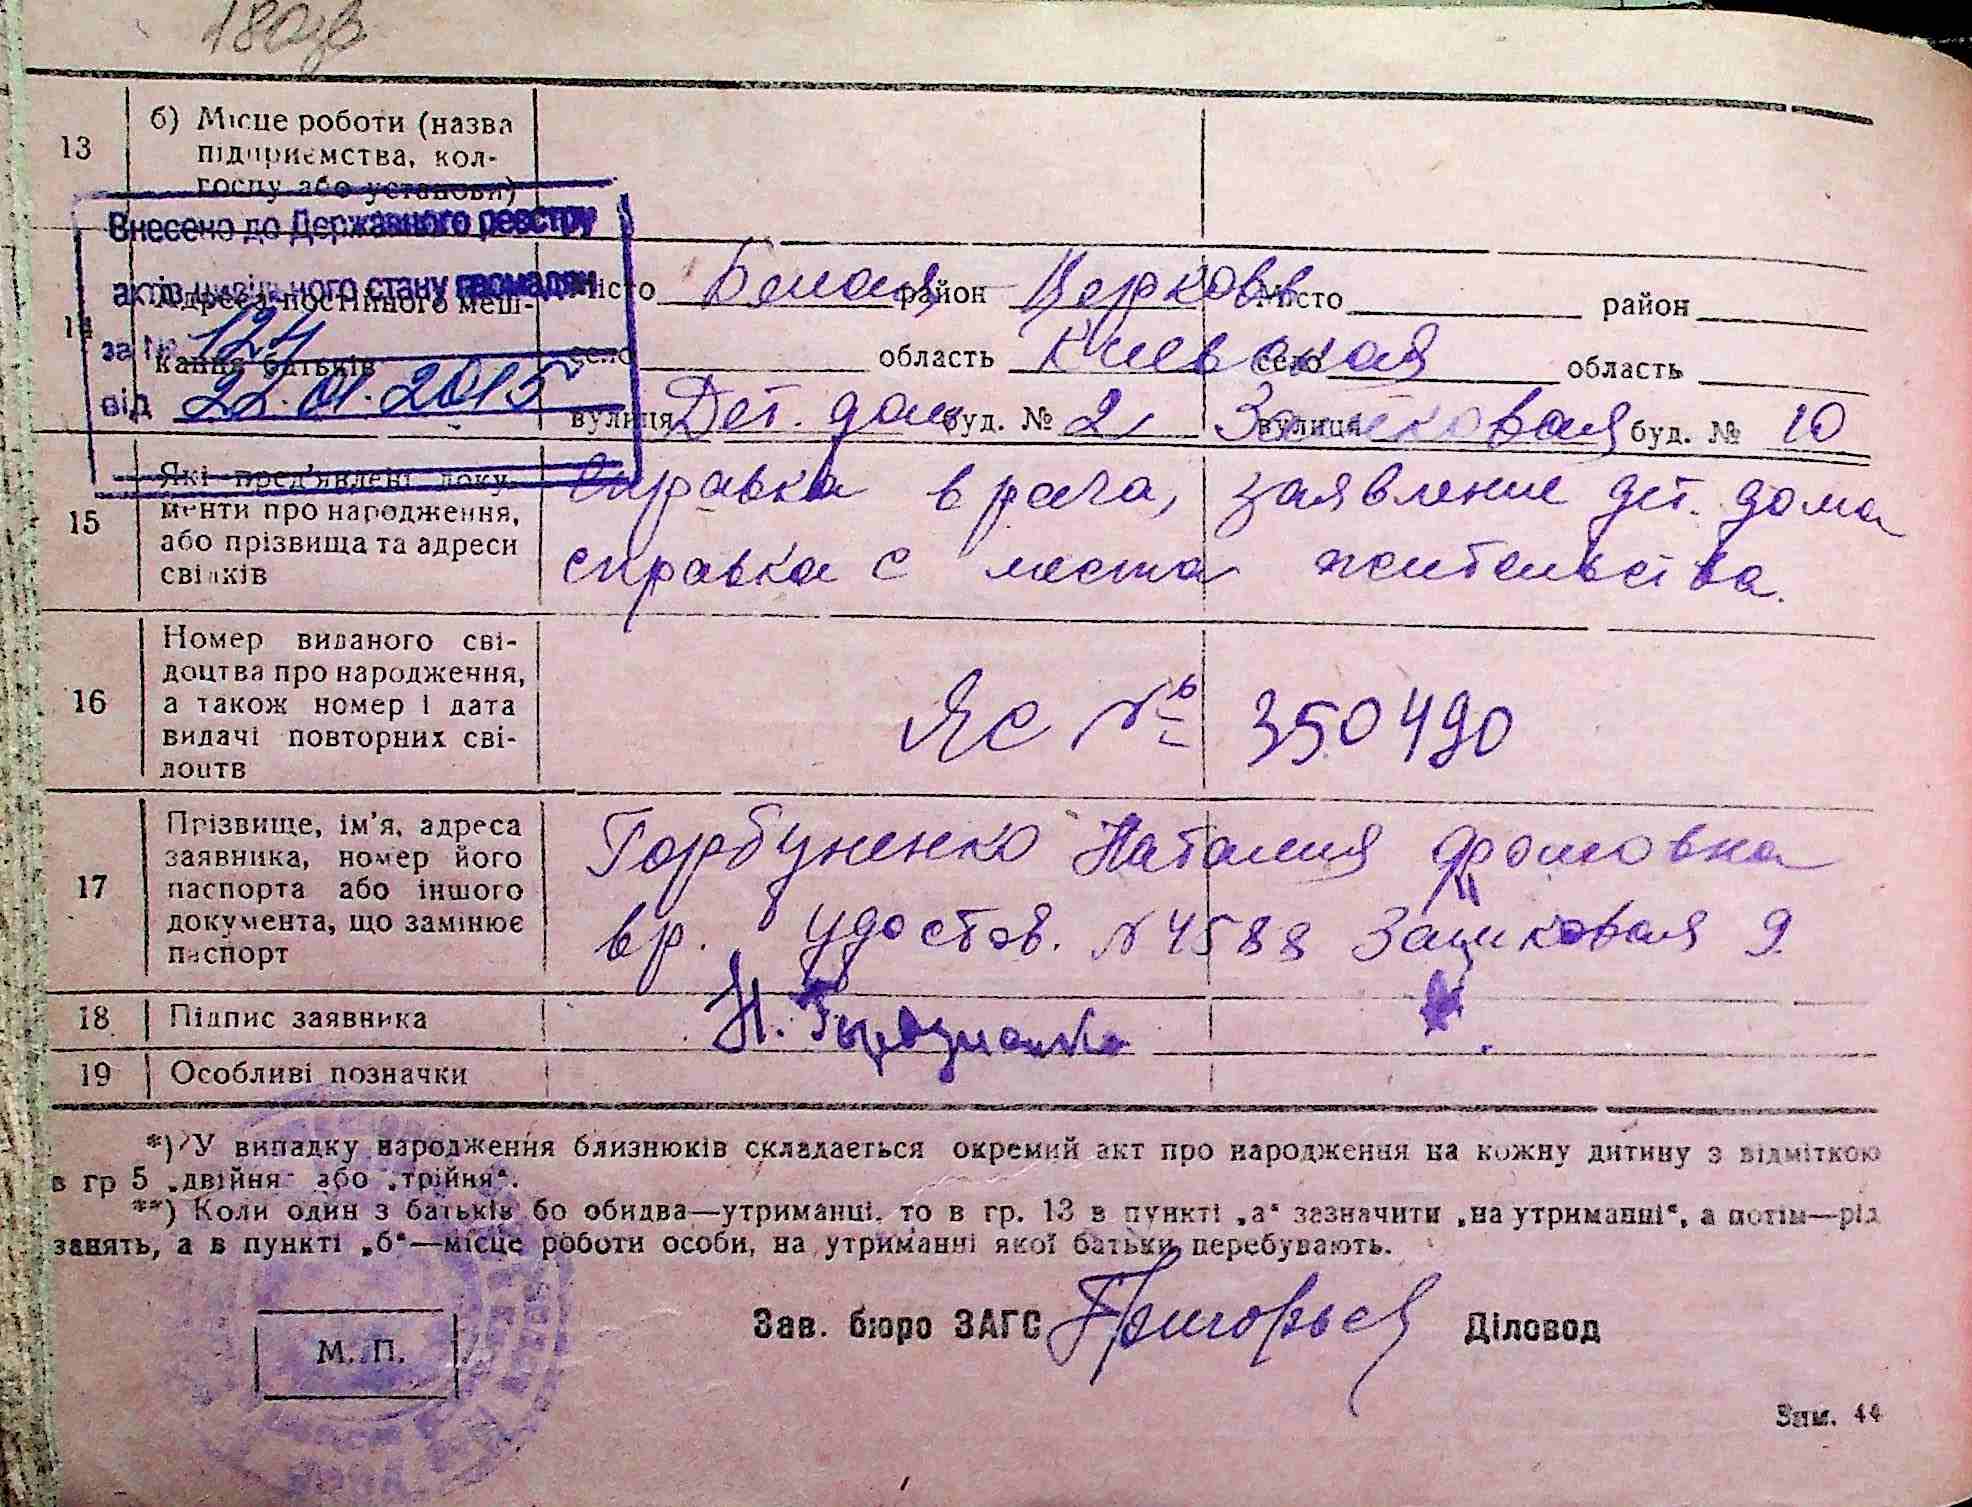 13
б) Місце роботи (назва
підприємства, кол-
госпу або установи)
Внесено до Державного реєстру
актів цивільного стану громадян
за № 124
від 22.01.2015
14
Адреса постійного меш-
кання батьків
місто Белая район Церковь місто район
село область Киевская село область
вулиця Дет. дом буд. № 2 вулиця буд. № 10
15
Які пред'явлені доку-
менти про народження,
або прізвища та адреси
свідків
Справка врача, заявление дет. дома
справка с места жительства.
16
Номер виданого сві-
доцтва про народження,
а також номер і дата
видачі повторних сві-
доцтв
ЯС № 350490
17
Прізвище, ім'я, адреса
заявника, номер його
паспорта або іншого
документа, що замінює
паспорт
Горбуненко Наталия
вр. удостов. № 4588 9.
18
Підпис заявника
Н.
19
Особливі позначки
*) У випадку народження близнюків складається окремий акт про народження на кожну дитину з відміткою
в гр 5 „двійня“ або „трійня“.
**) Коли один з батьків бо обидва—утриманці, то в гр. 13 в пункті „а“ зазначити „на утриманні“, а потім—рід
занять, а в пункті „б“—місце роботи особи, на утриманні якої батьки перебувають.
Зав. бюро ЗАГС Діловод
М. П.
Зам. 44